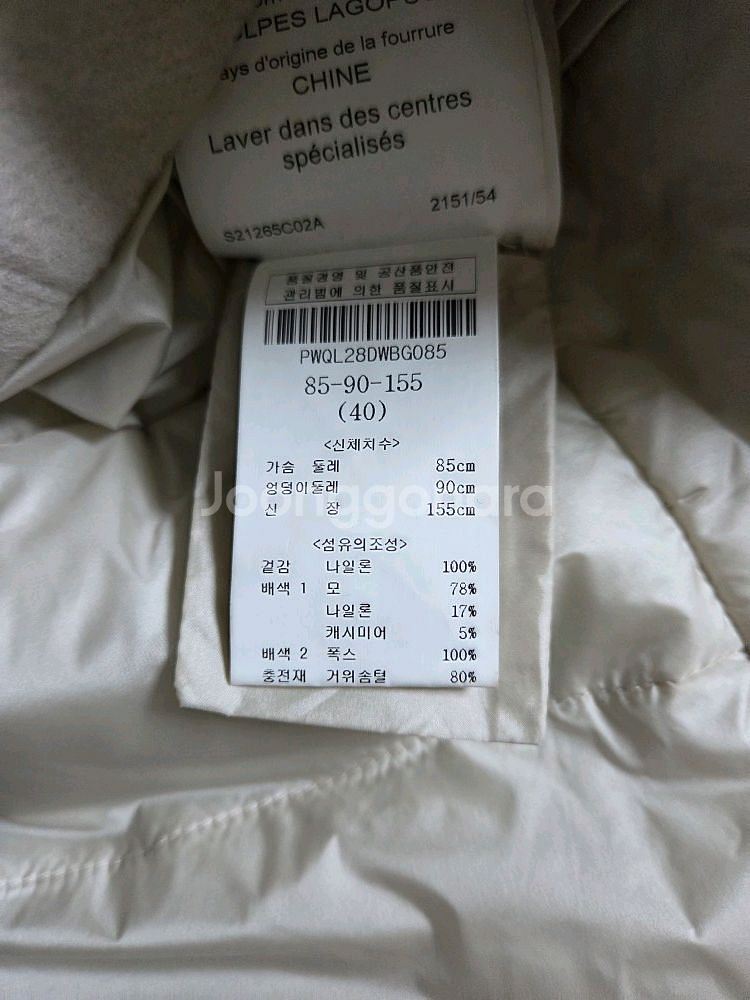 LPES LAGOPUS
ays d'origine de la fourrure
CHINE
Laver dans des centres
spécialisés
S21265C02A 2151/54
품질경영 및 공산품안전
관리법에 의한 품질표시
PWQL28DWBG085
85-90-155
(40)
<신체치수>
가슴 둘레 85cm
엉덩이둘레 90cm
신 장 155cm
Joonggonara
<섬유의조성>
겉감 나일론 100%
배색 1 모 78%
나일론 17%
캐시미어 5%
배색 2 폭스 100%
충전재 거위솜털 80%